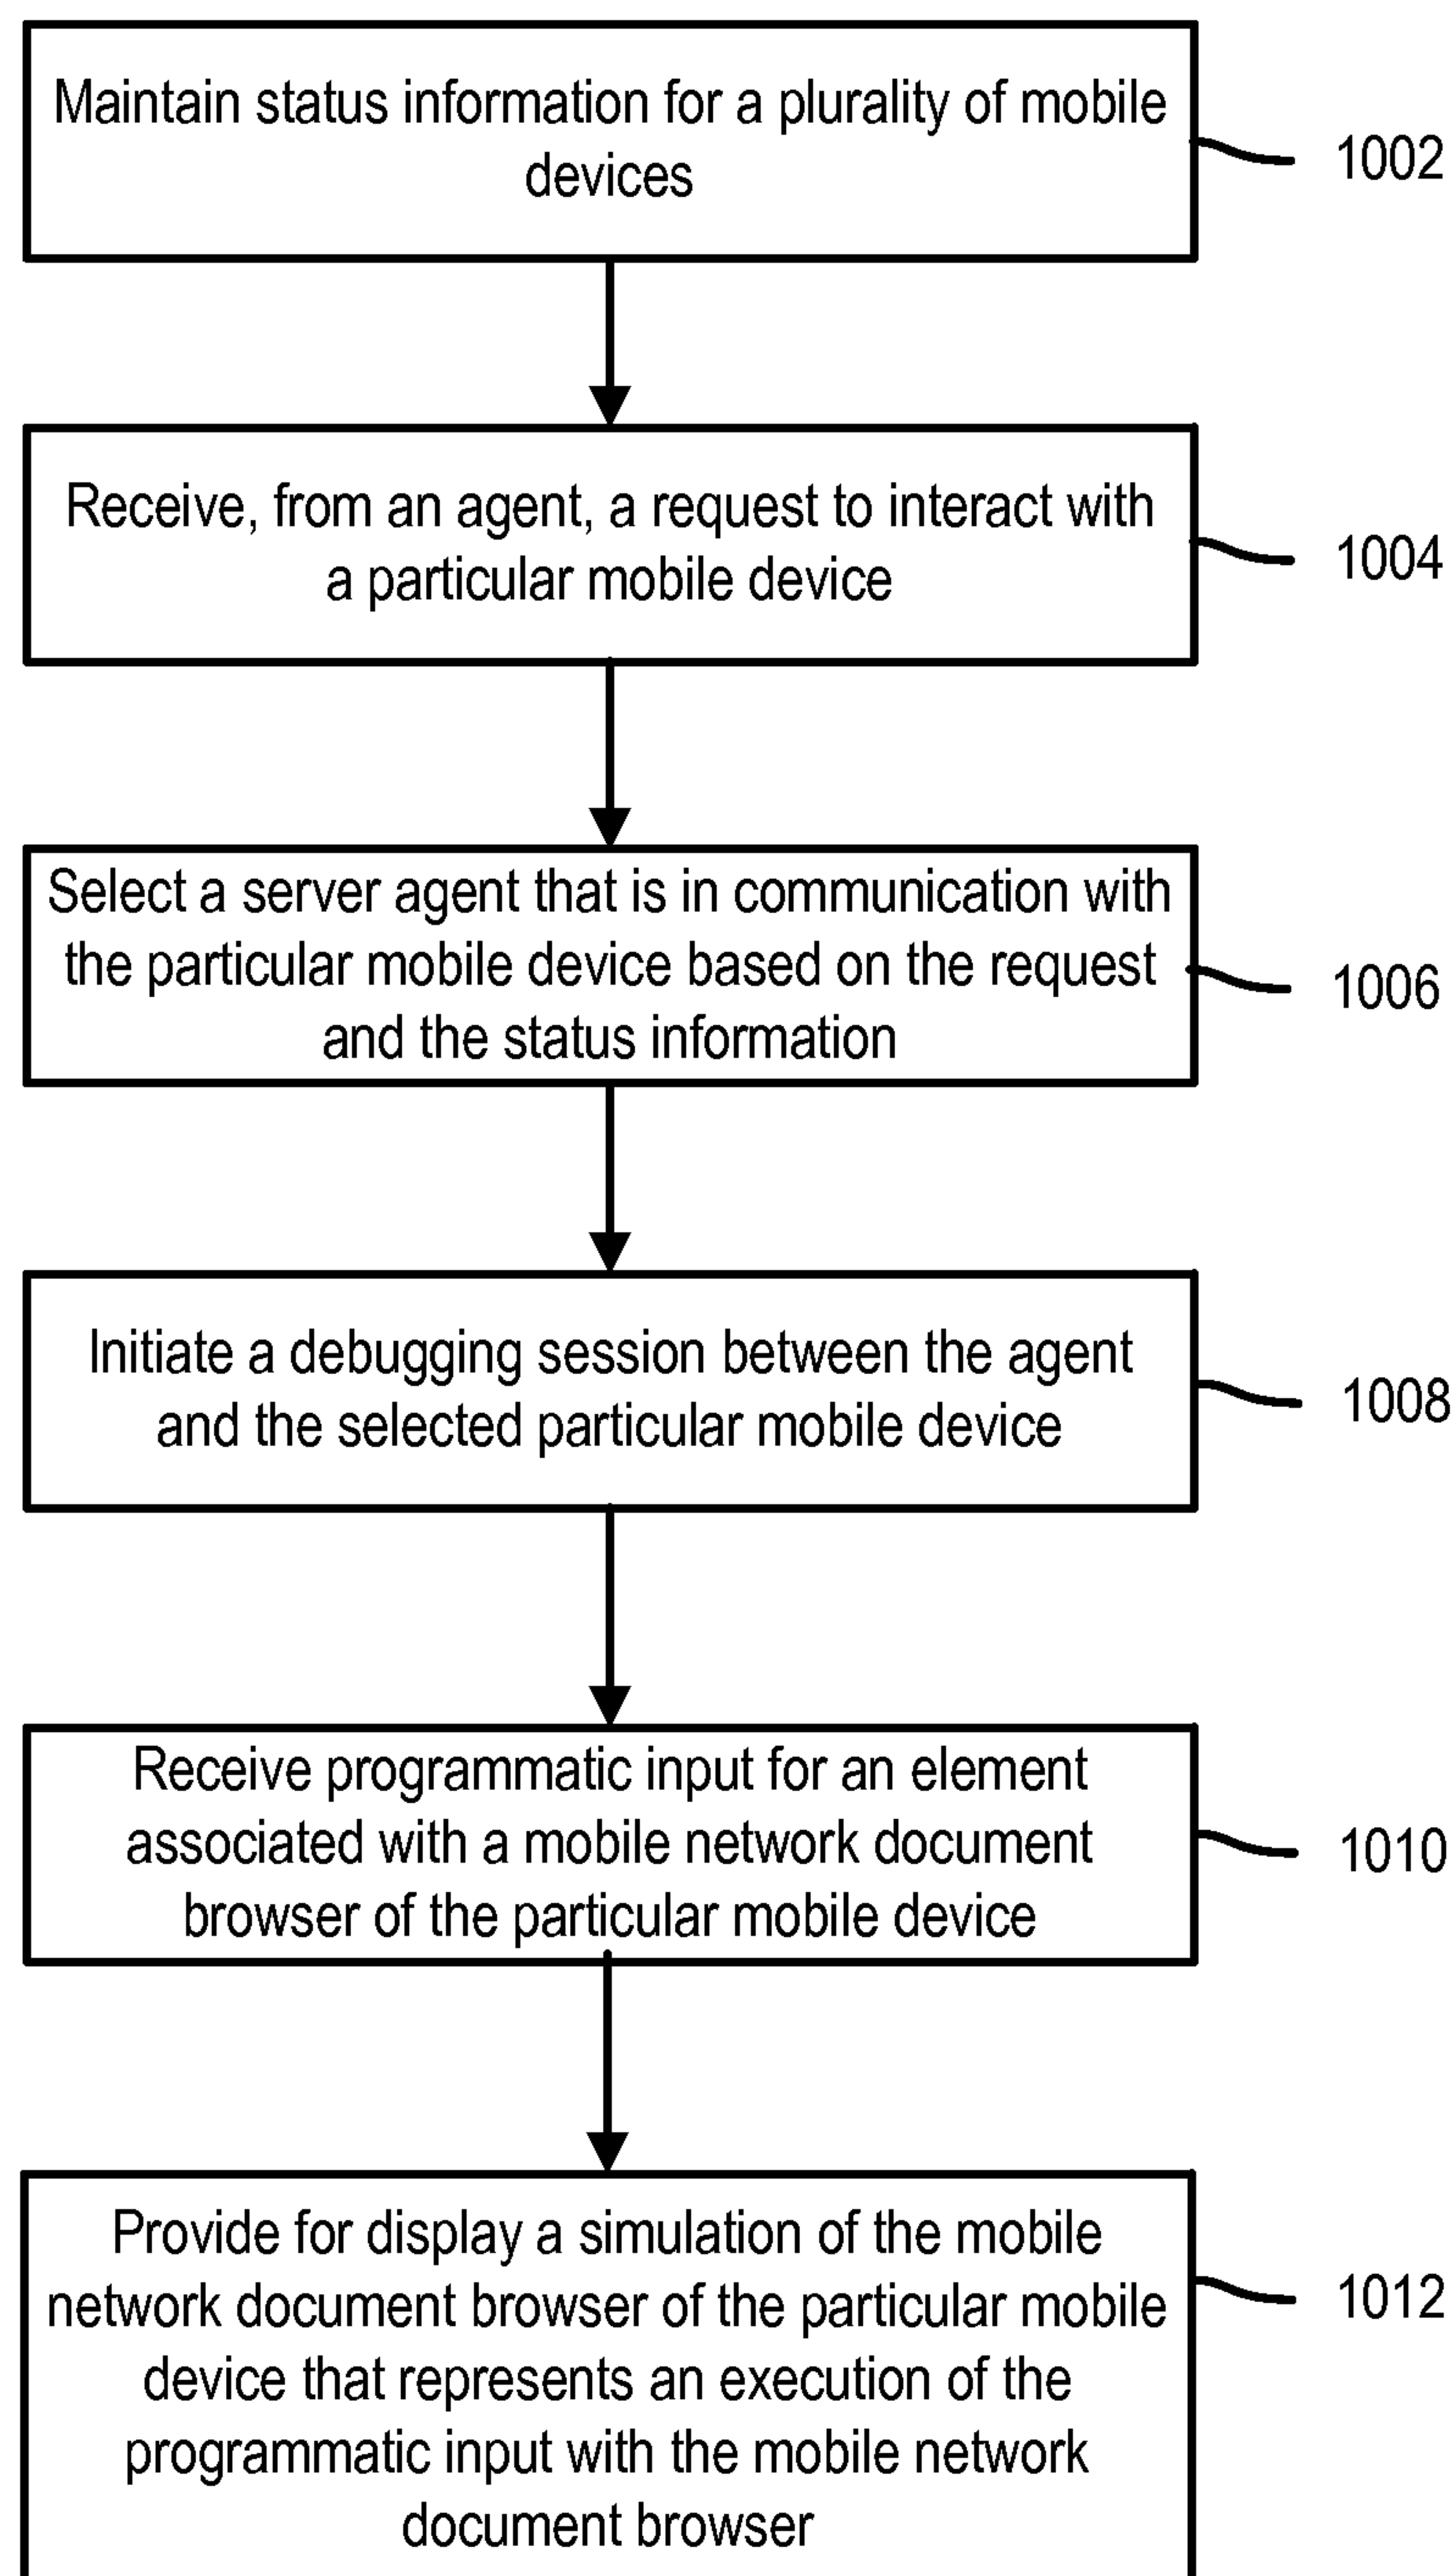 Maintain status information for a plurality of mobile
devices
1002
Receive, from an agent, a request to interact with
a particular mobile device
1004
Select a server agent that is in communication with
the particular mobile device based on the request
and the status information
1006
Initiate a debugging session between the agent
and the selected particular mobile device
1008
Receive programmatic input for an element
associated with a mobile network document
browser of the particular mobile device
1010
Provide for display a simulation of the mobile
network document browser of the particular mobile
device that represents an execution of the
programmatic input with the mobile network
document browser
1012